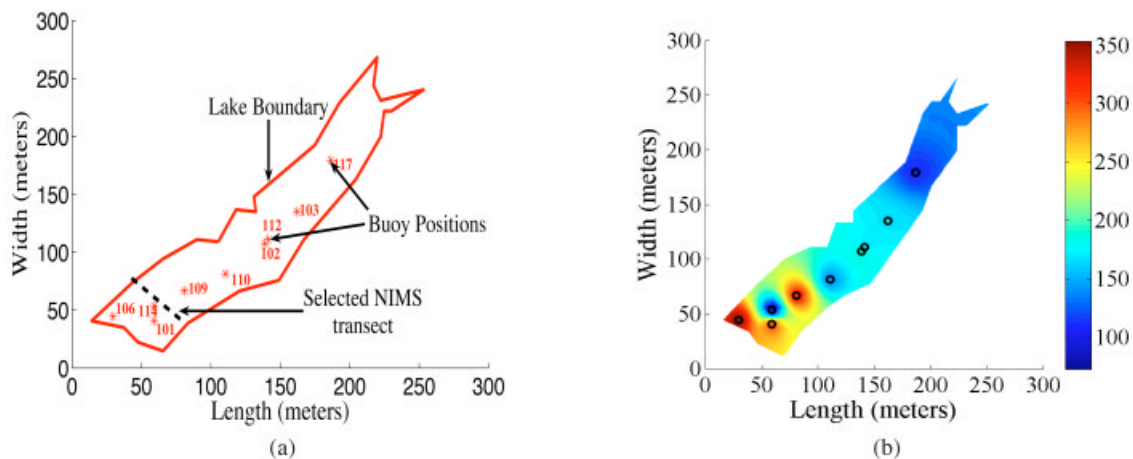 300
250
200
150
100
50
0
Width (meters)
Lake Boundary
117
103
112
102
Buoy Positions
110
109
106
114
101
Selected NIMS
transect
0 50 100 150 200 250 300
Length (meters)
(a)
300
250
200
150
100
50
0
Width (meters)
0 50 100 150 200 250 300
Length (meters)
350
300
250
200
150
100
(b)